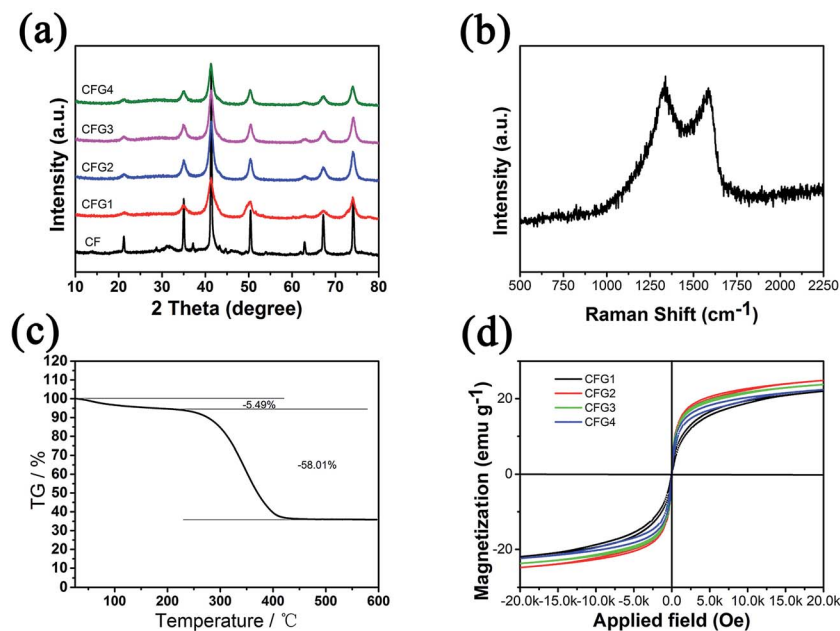 (a)
Intensity (a.u.)
CFG4
CFG3
CFG2
CFG1
CF
10 20 30 40 50 60 70 80
2 Theta (degree)
(b)
Intensity (a.u.)
500 750 1000 1250 1500 1750 2000 2250
Raman Shift (cm-1)
(c)
TG / %
120
110
100
90
80
70
60
50
40
30
20
10
0
-5.49%
-58.01%
0 100 200 300 400 500 600
Temperature / ℃
(d)
Magnetization (emu g-1)
CFG1
CFG2
CFG3
CFG4
20
0
-20
-20.0k -15.0k -10.0k -5.0k 0.0 5.0k 10.0k 15.0k 20.0k
Applied field (Oe)